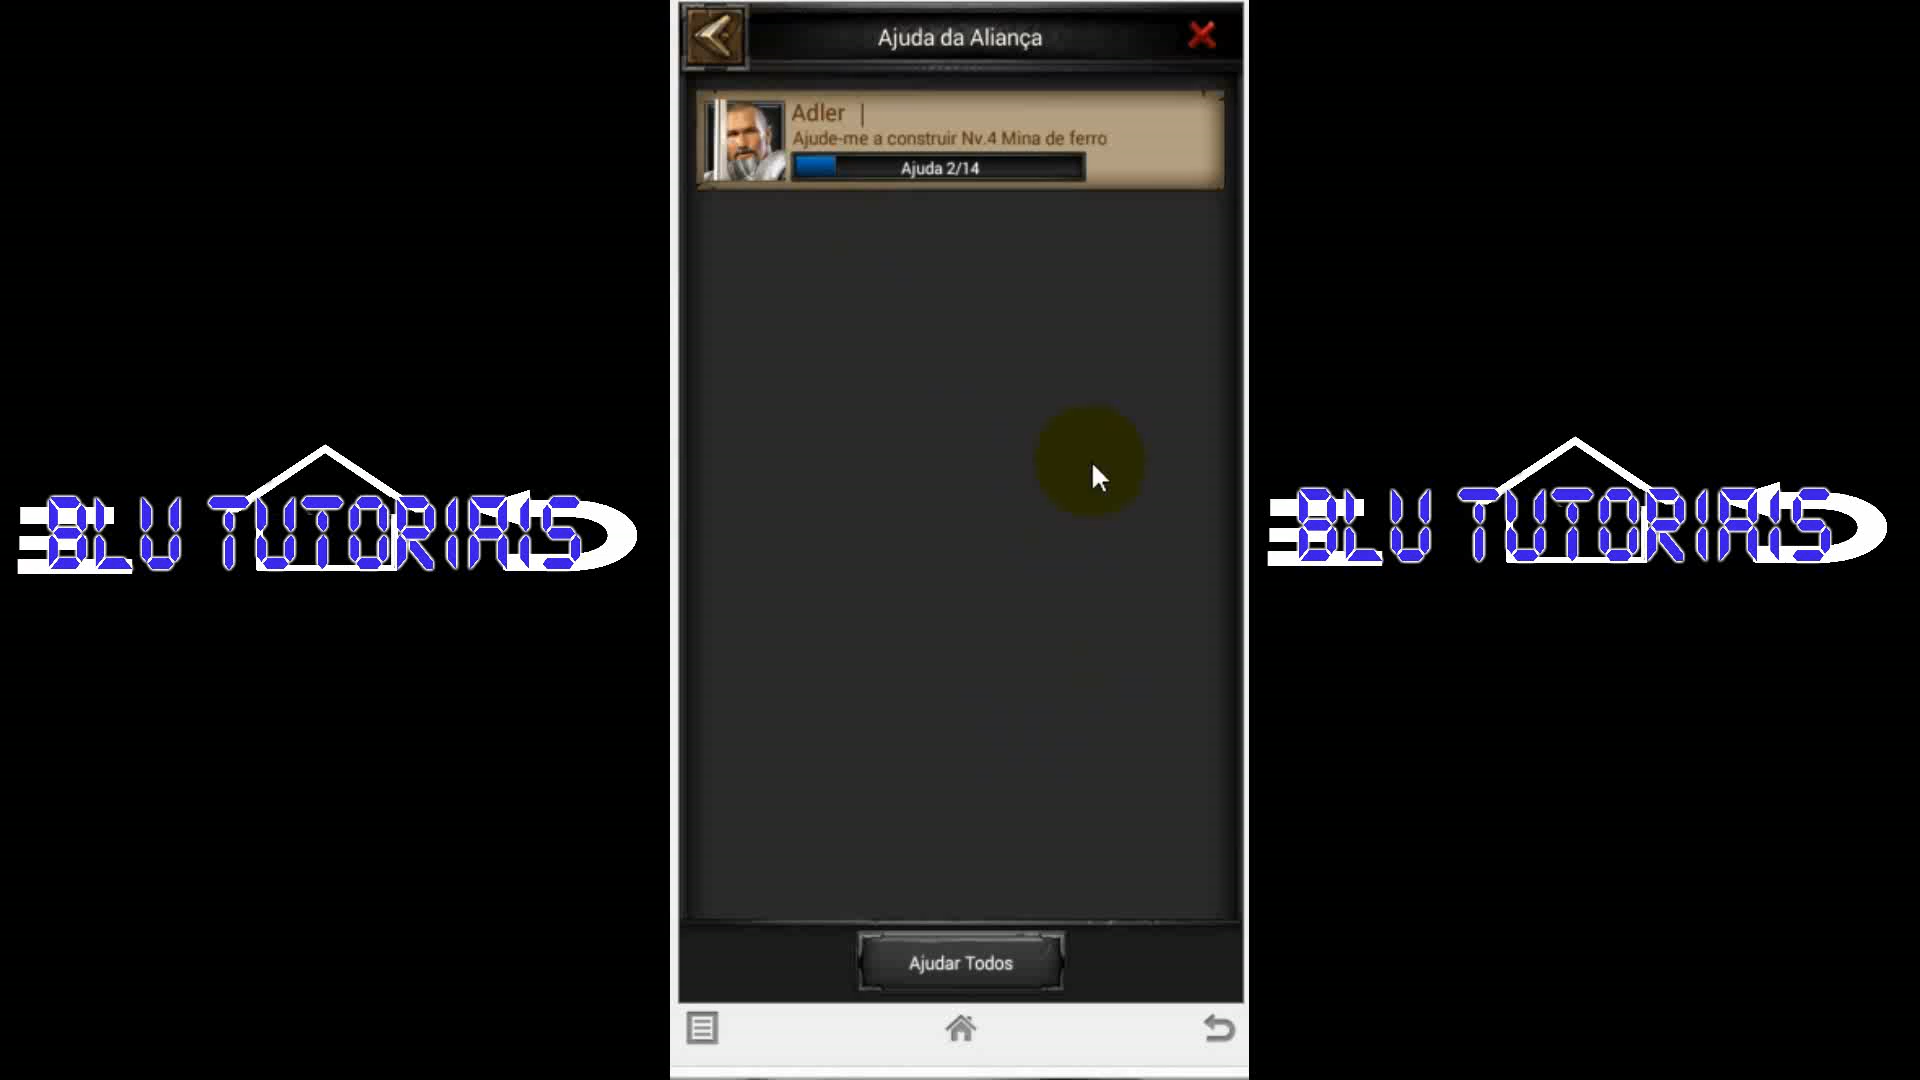 Ajuda da Aliança
Adler |
Ajude-me a construir Nv.4 Mina de ferro
Ajuda 2/14
BLU TUTORIAIS
BLU TUTORIAIS
Ajudar Todos